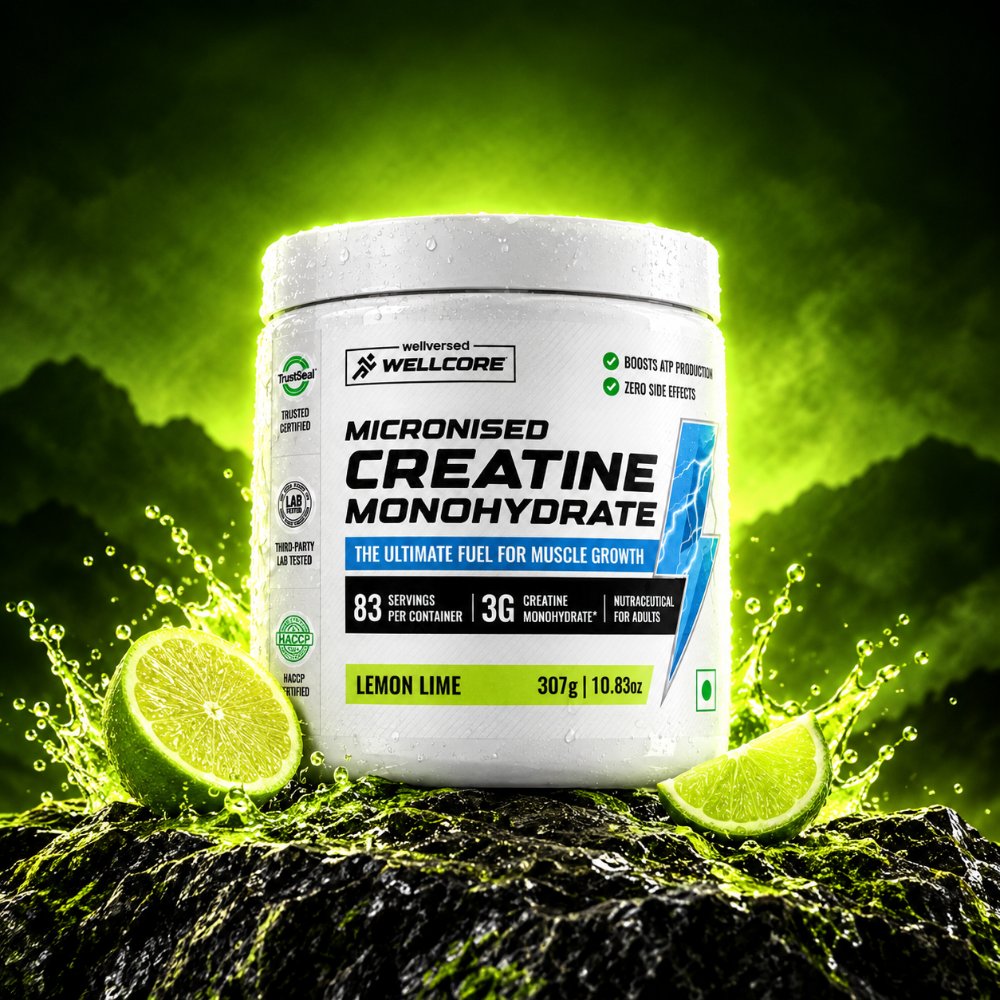 wellversed
WELLCORE
BOOSTS ATP PRODUCTION
ZERO SIDE EFFECTS
TrustSeal
TRUSTED
CERTIFIED
MICRONISED
CREATINE
MONOHYDRATE
LAB
TESTED
THIRD-PARTY
LAB TESTED
THE ULTIMATE FUEL FOR MUSCLE GROWTH
83 SERVINGS PER CONTAINER
3G CREATINE MONOHYDRATE*
NUTRACEUTICAL FOR ADULTS
HACCP
HACCP
CERTIFIED
LEMON LIME
307g | 10.83oz